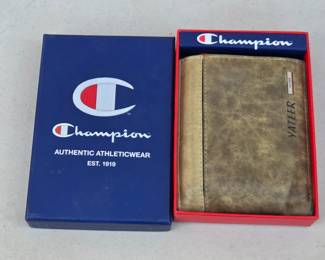 Champion
AUTHENTIC ATHLETICWEAR
EST. 1919
Champion
YATEER